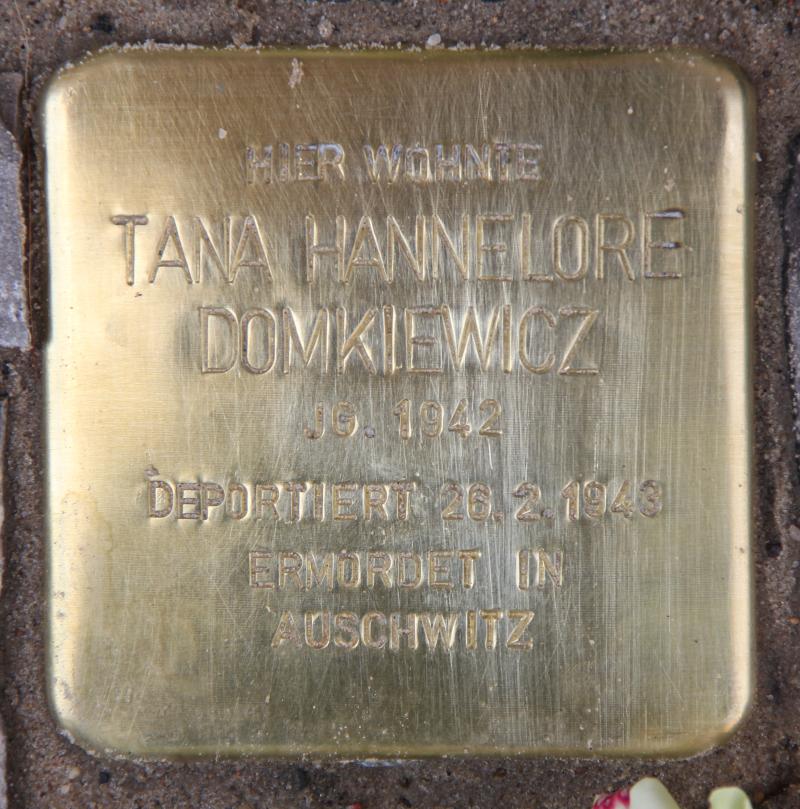 HIER WOHNTE
TANA HANNELORE
DOMKIEWICZ
JG. 1942
DEPORTIERT 26.2.1943
ERMORDET IN
AUSCHWITZ